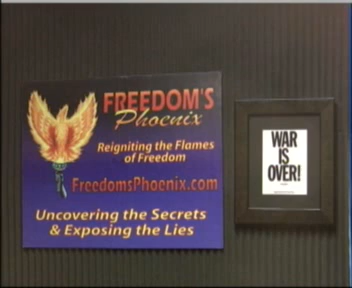 FREEDOM'S
Phoenix
Reigniting the Flames
of Freedom
FreedomsPhoenix.com
Uncovering the Secrets
& Exposing the Lies
WAR
IS
OVER!